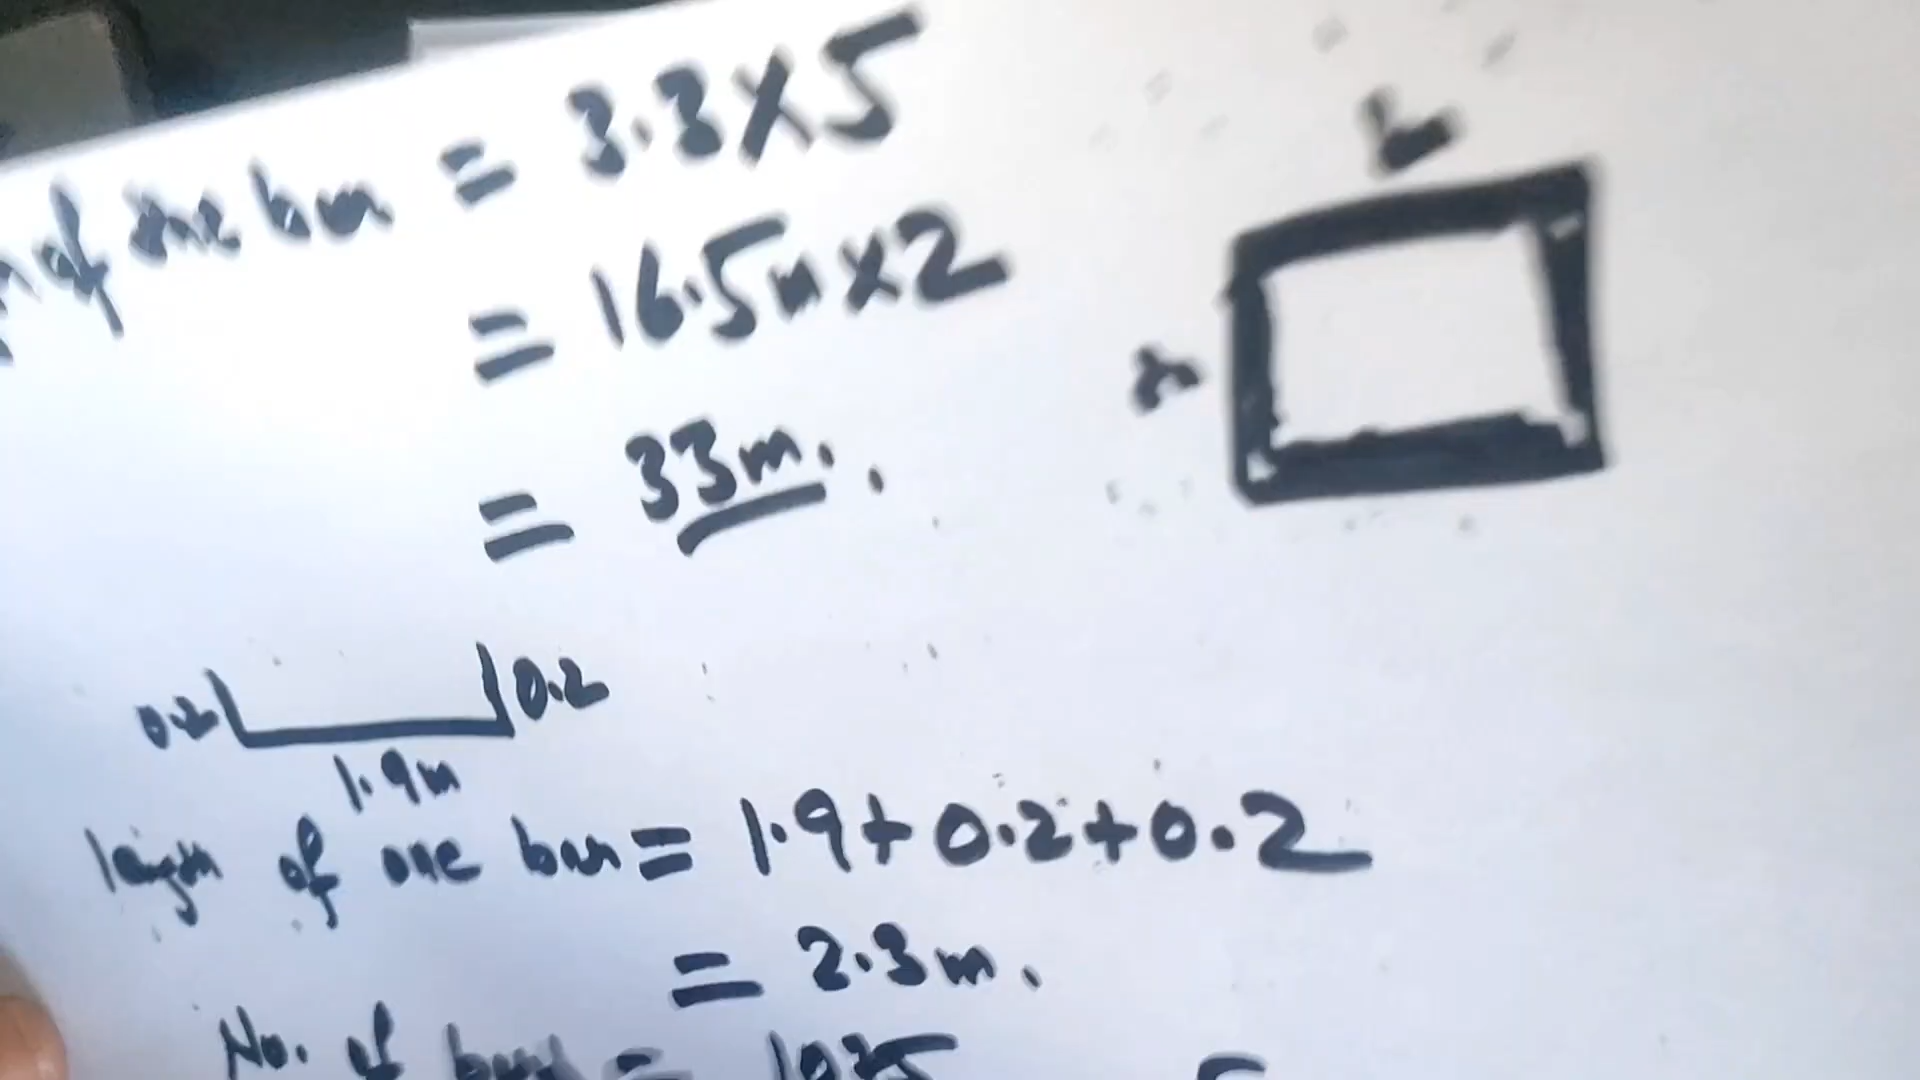 of one bar = 3.3 x 5
= 16.5m x 2
= 33m.
0.2 0.2
1.9m
length of one bar = 1.9 + 0.2 + 0.2
= 2.3m.
No. of bars =